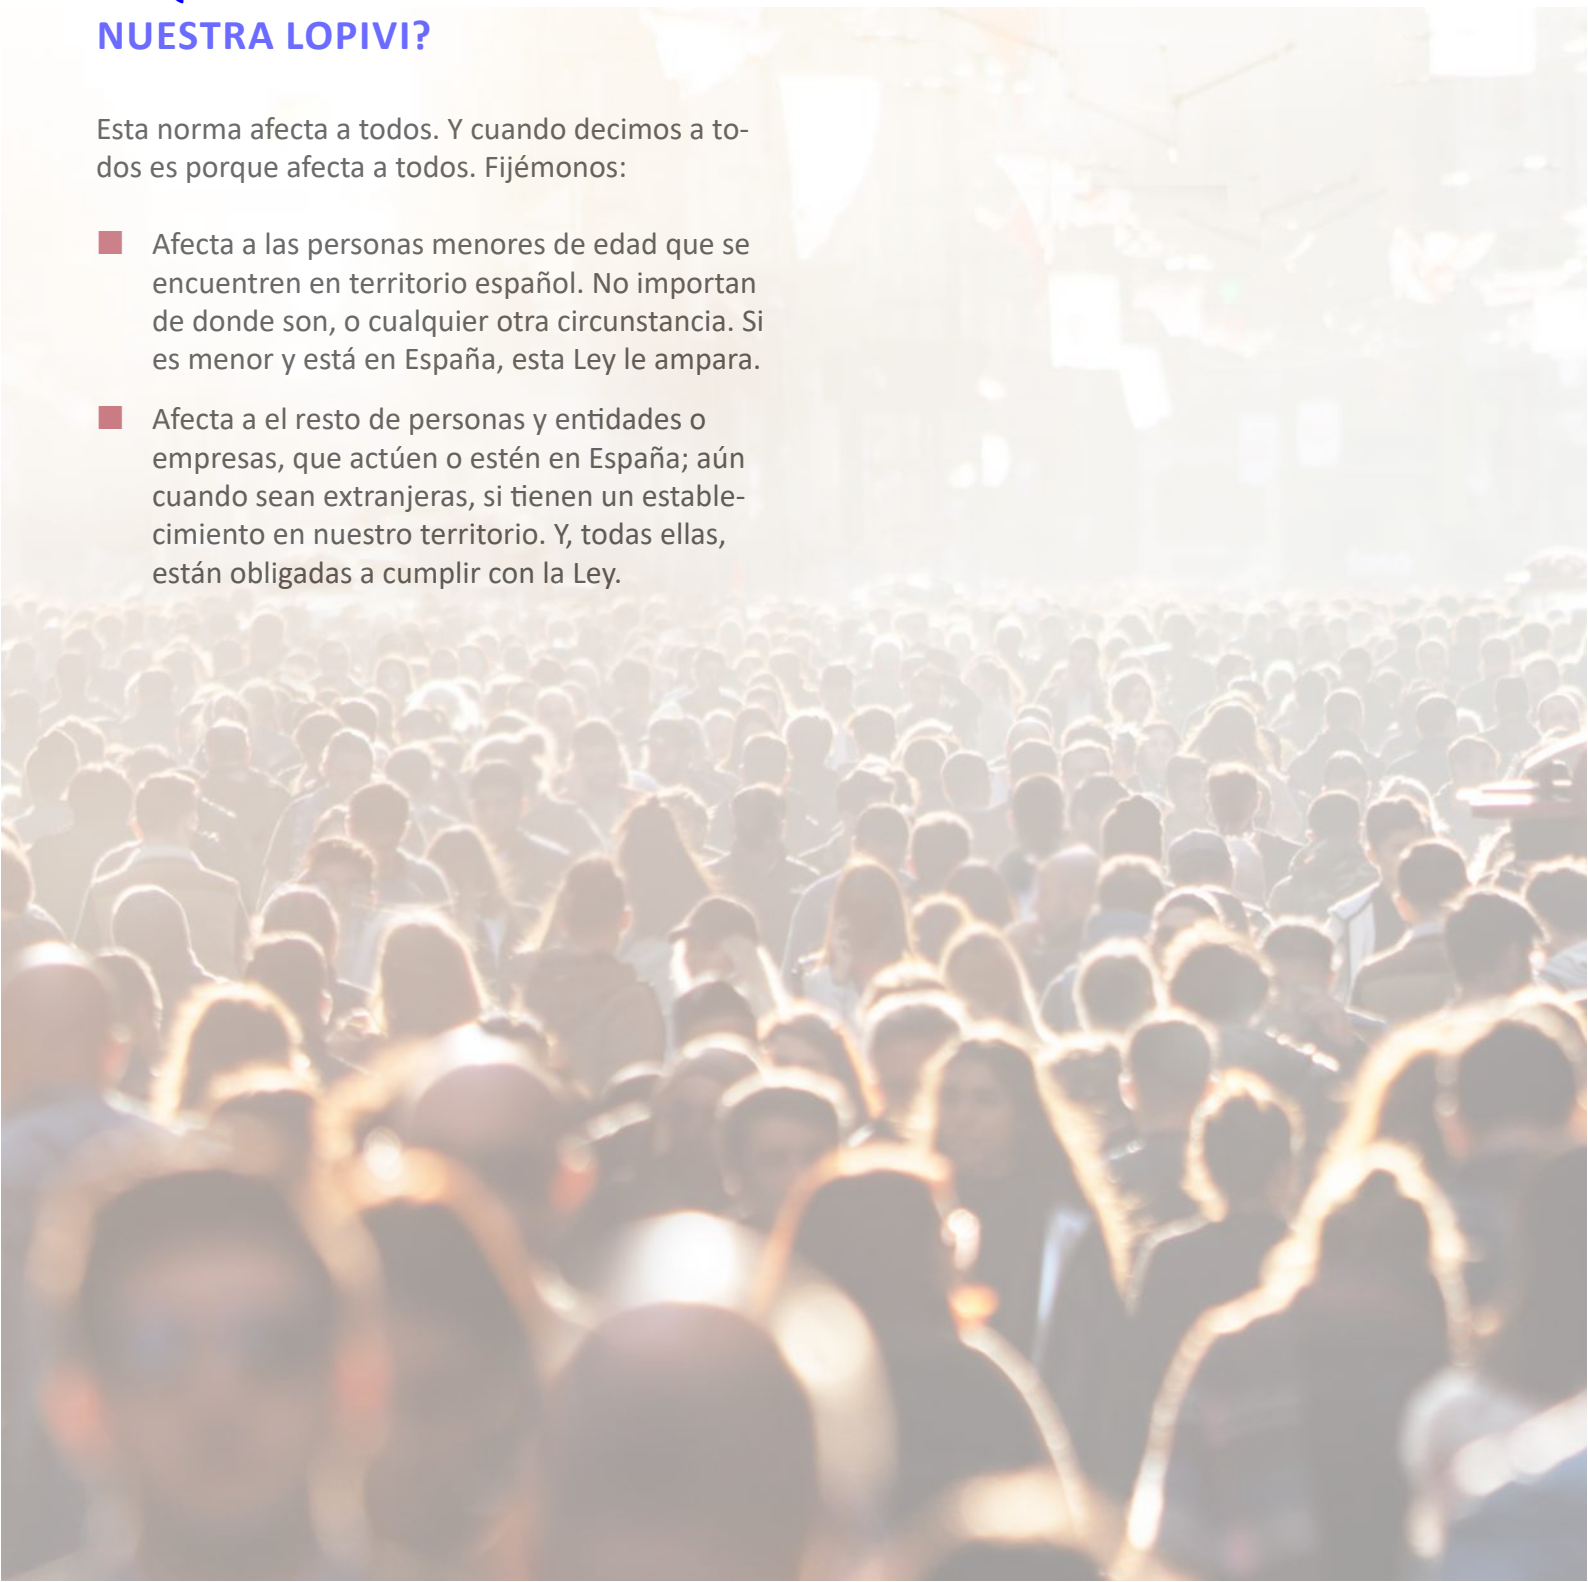 NUESTRA LOPIVI?
Esta norma afecta a todos. Y cuando decimos a to-
dos es porque afecta a todos. Fijémonos:
Afecta a las personas menores de edad que se
encuentren en territorio español. No importan
de donde son, o cualquier otra circunstancia. Si
es menor y está en España, esta Ley le ampara.
Afecta a el resto de personas y entidades o
empresas, que actúen o estén en España; aún
cuando sean extranjeras, si tienen un estable-
cimiento en nuestro territorio. Y, todas ellas,
están obligadas a cumplir con la Ley.